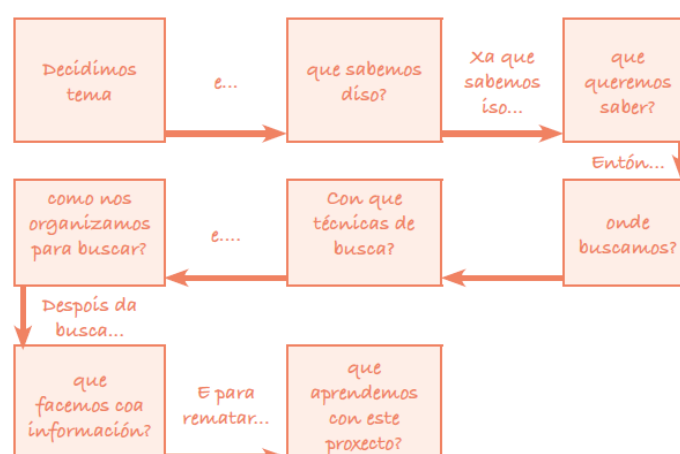 Decidimos
tema
e...
que sabemos
diso?
Xa que
sabemos
iso...
que
queremos
saber?
Entón...
onde
buscamos?
Con que
técnicas de
busca?
e....
como nos
organizamos
para buscar?
Despois da
busca...
que
facemos coa
información?
E para
rematar...
que
aprendemos
con este
proxecto?